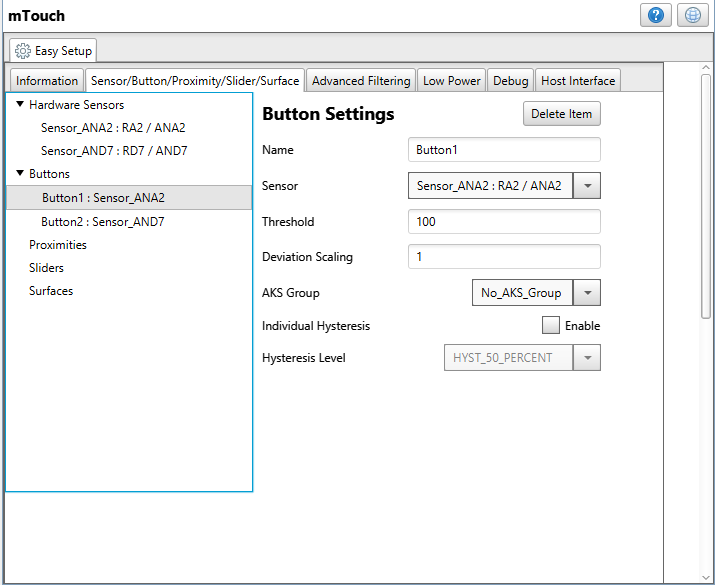 mTouch
Easy Setup
Information Sensor/Button/Proximity/Slider/Surface Advanced Filtering Low Power Debug Host Interface
Hardware Sensors
Sensor_ANA2 : RA2 / ANA2
Sensor_AND7 : RD7 / AND7
Buttons
Button1 : Sensor_ANA2
Button2 : Sensor_AND7
Proximities
Sliders
Surfaces
Button Settings Delete Item
Name Button1
Sensor Sensor_ANA2 : RA2 / ANA2
Threshold 100
Deviation Scaling 1
AKS Group No_AKS_Group
Individual Hysteresis Enable
Hysteresis Level HYST_50_PERCENT